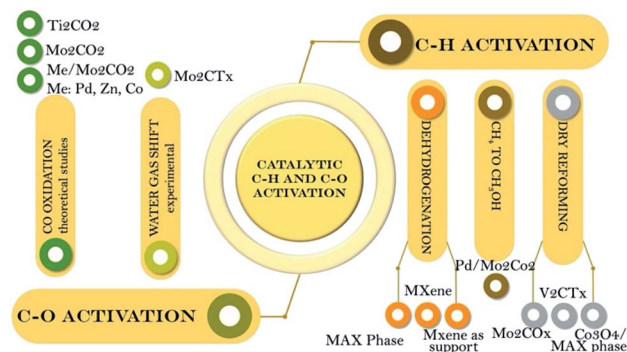 Ti2CO2
Mo2CO2
Me/Mo2CO2
Me: Pd, Zn, Co
Mo2CTx
C-H ACTIVATION
CO OXIDATION
theoretical studies
WATER GAS SHIFT
experimental
CATALYTIC
C-H AND C-O
ACTIVATION
DEHYDROGENATION
CH₄ TO CH₃OH
DRY REFORMING
C-O ACTIVATION
MAX Phase
MXene
Mxene as
support
Pd/Mo2Co2
Mo2COx
V2CTx
Co3O4/
MAX phase